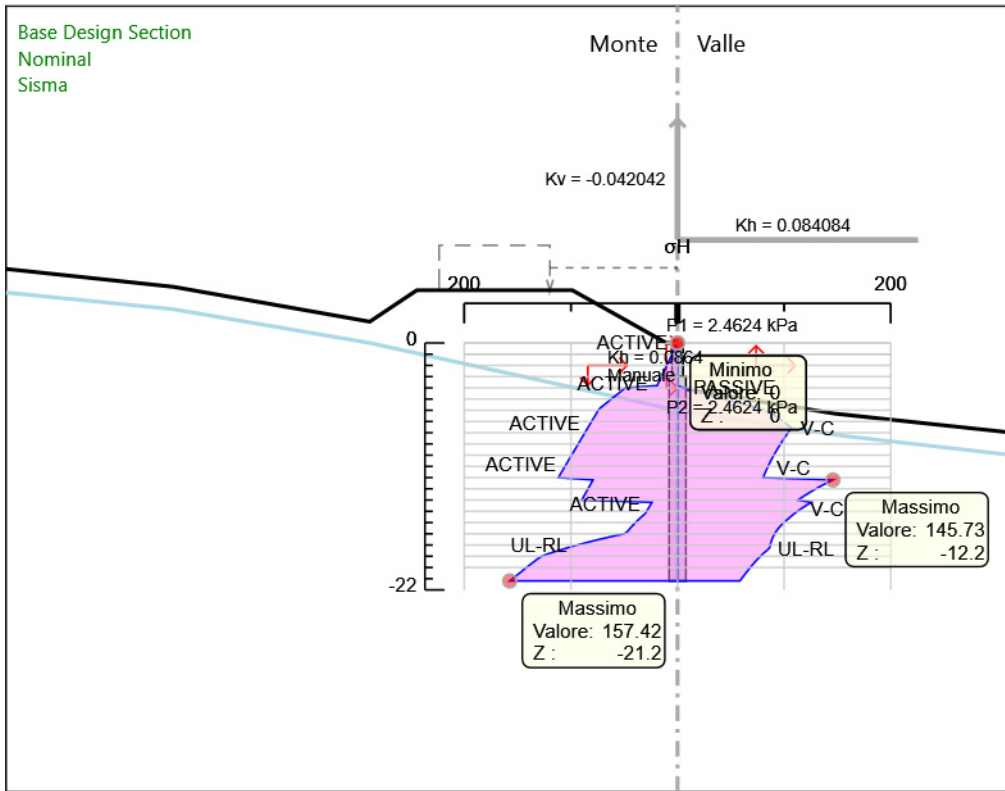 Base Design Section
Nominal
Sisma
Monte
Valle
Kv = -0.042042
Kh = 0.084084
σH
200
200
P1 = 2.4624 kPa
0
ACTIVE
Kh = 0.0864
Manuale
Minimo
Valore: 0
Z : 0
ACTIVE
PASSIVE
P2 = 2.4624 kPa
ACTIVE
V-C
ACTIVE
V-C
ACTIVE
V-C
Massimo
Valore: 145.73
Z : -12.2
UL-RL
UL-RL
-22
Massimo
Valore: 157.42
Z : -21.2